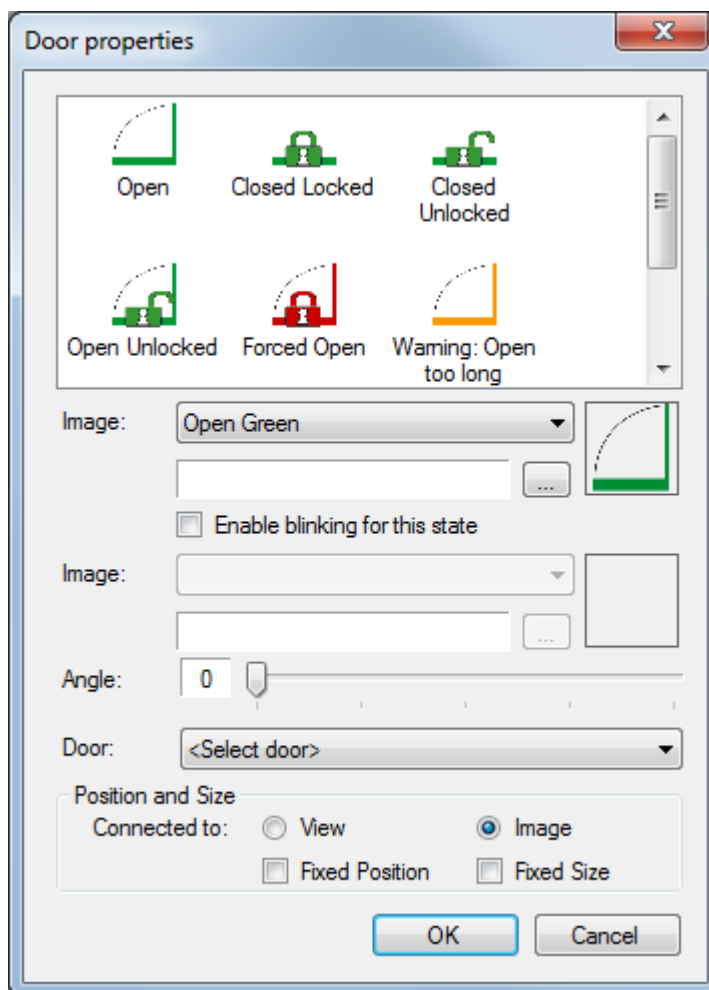 Door properties
Open
Closed Locked
Closed
Unlocked
Open Unlocked
Forced Open
Warning: Open
too long
Image:
Open Green
...
Enable blinking for this state
Image:
...
Angle:
0
Door:
<Select door>
Position and Size
Connected to:
View
Image
Fixed Position
Fixed Size
OK
Cancel